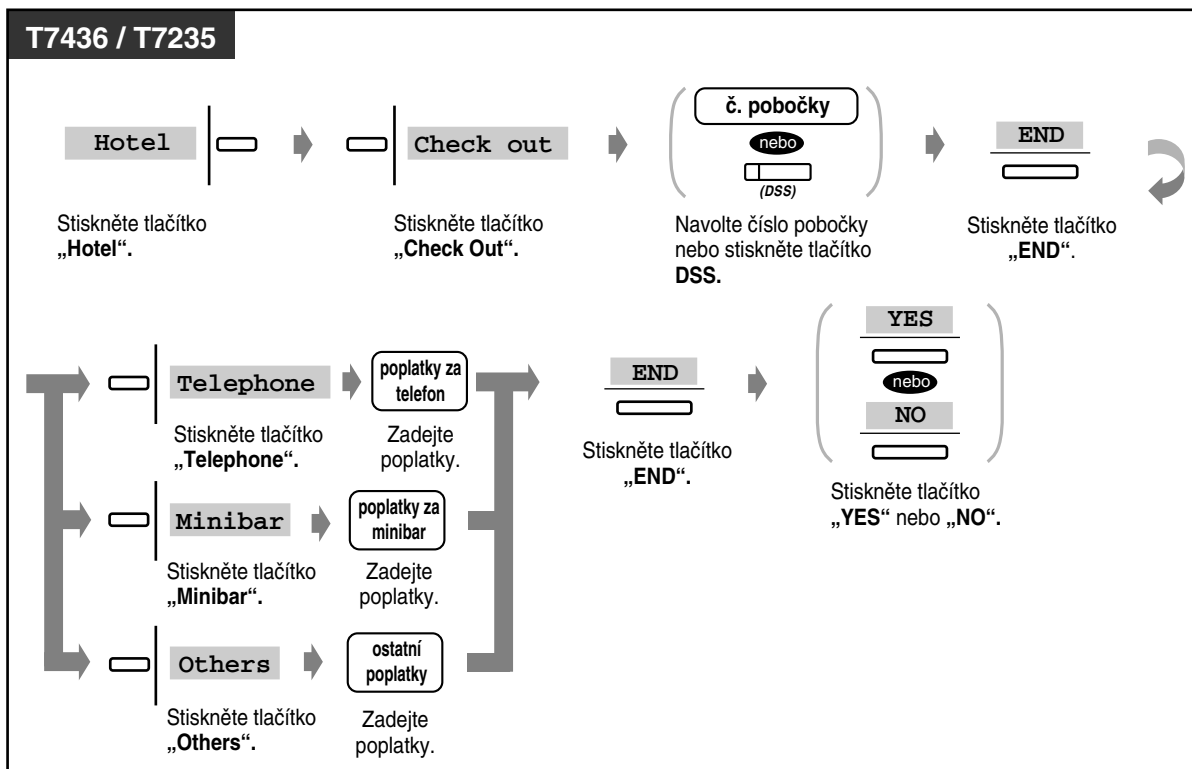 T7436 / T7235
Hotel
Check out
č. pobočky
nebo
(DSS)
END
Stiskněte tlačítko
„Hotel“.
Stiskněte tlačítko
„Check Out“.
Navolte číslo pobočky
nebo stiskněte tlačítko
DSS.
Stiskněte tlačítko
„END“.
Telephone
poplatky za
telefon
Stiskněte tlačítko
„Telephone“.
Zadejte
poplatky.
Minibar
poplatky za
minibar
Stiskněte tlačítko
„Minibar“.
Zadejte
poplatky.
Others
ostatní
poplatky
Stiskněte tlačítko
„Others“.
Zadejte
poplatky.
END
Stiskněte tlačítko
„END“.
YES
nebo
NO
Stiskněte tlačítko
„YES“ nebo „NO“.